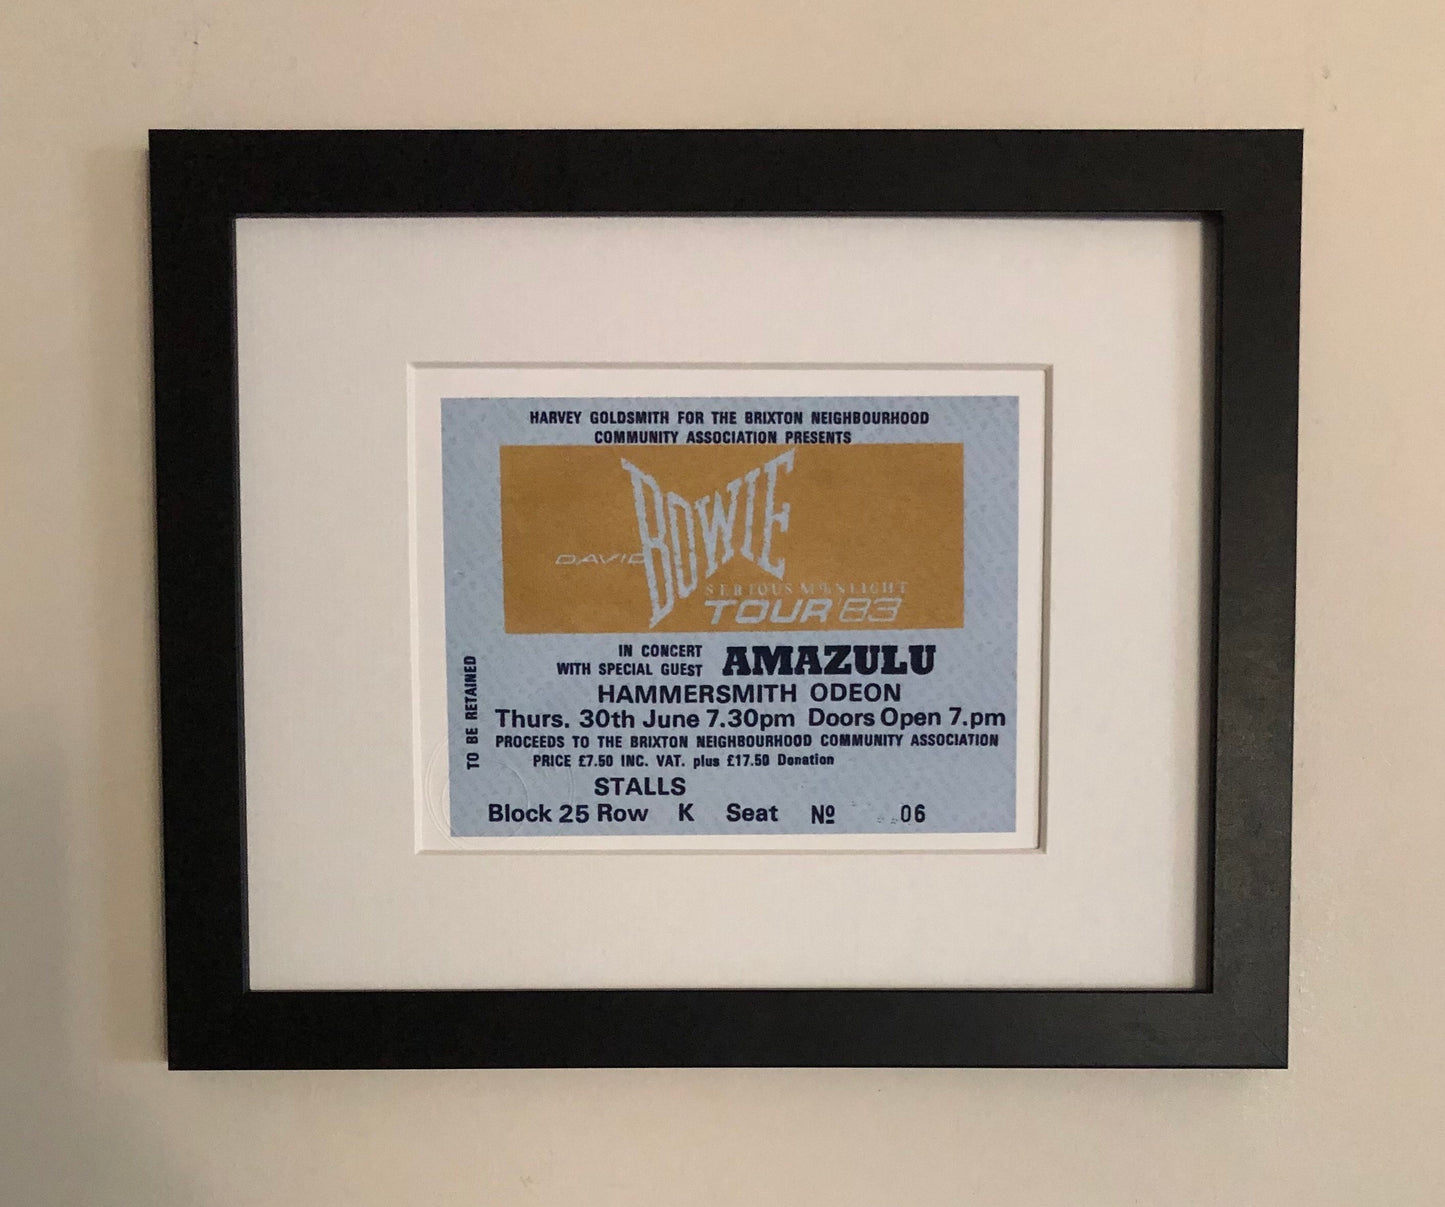 HARVEY GOLDSMITH FOR THE BRIXTON NEIGHBOURHOOD
COMMUNITY ASSOCIATION PRESENTS
DAVID BOWIE
SERIOUS MOONLIGHT
TOUR 83
IN CONCERT
WITH SPECIAL GUEST AMAZULU
HAMMERSMITH ODEON
Thurs. 30th June 7.30pm Doors Open 7.pm
PROCEEDS TO THE BRIXTON NEIGHBOURHOOD COMMUNITY ASSOCIATION
PRICE £7.50 INC. VAT. plus £17.50 Donation
STALLS
Block 25 Row K Seat Nº 06
TO BE RETAINED